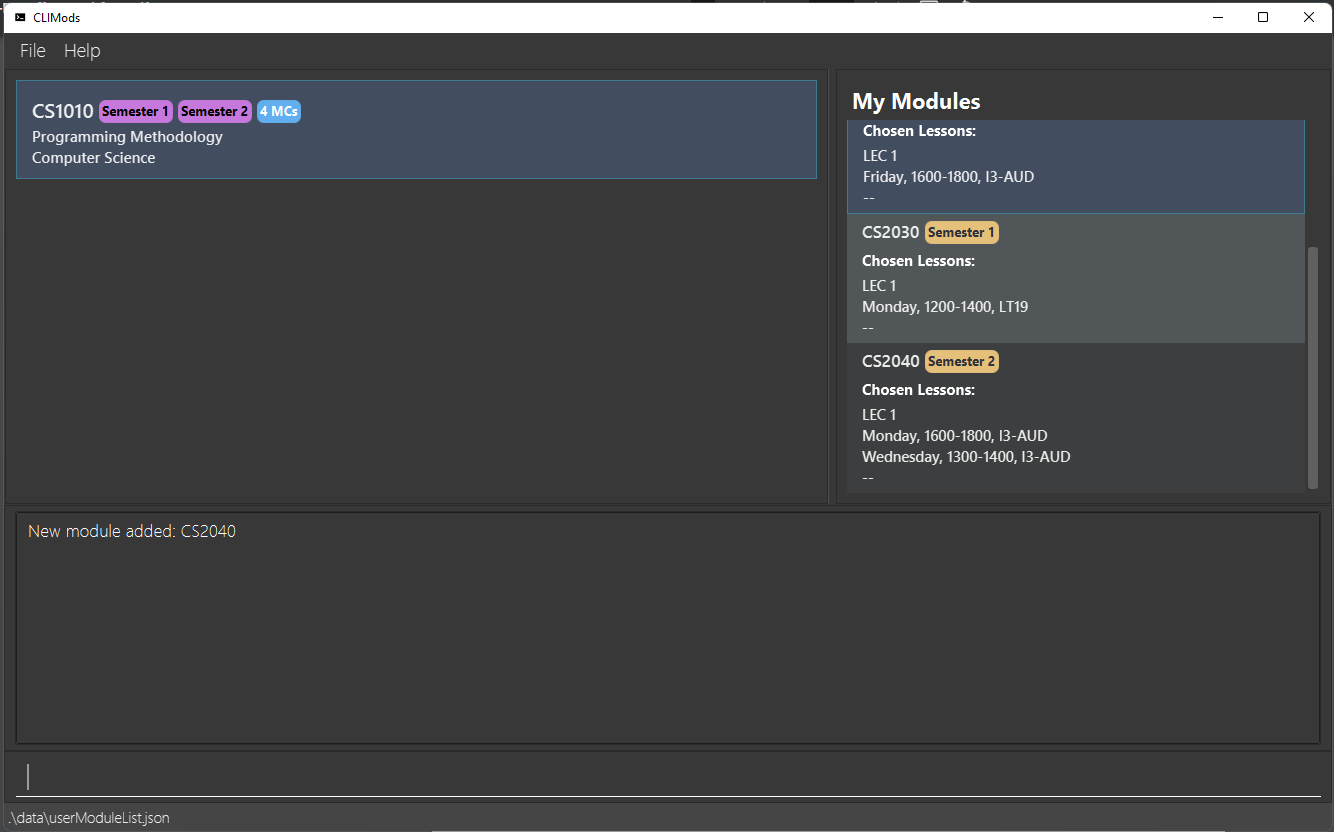 CLIMods
File Help
CS1010 Semester 1 Semester 2 4 MCs
Programming Methodology
Computer Science
My Modules
Chosen Lessons:
LEC 1
Friday, 1600-1800, I3-AUD
--
CS2030 Semester 1
Chosen Lessons:
LEC 1
Monday, 1200-1400, LT19
--
CS2040 Semester 2
Chosen Lessons:
LEC 1
Monday, 1600-1800, I3-AUD
Wednesday, 1300-1400, I3-AUD
--
New module added: CS2040
.\data\userModuleList.json